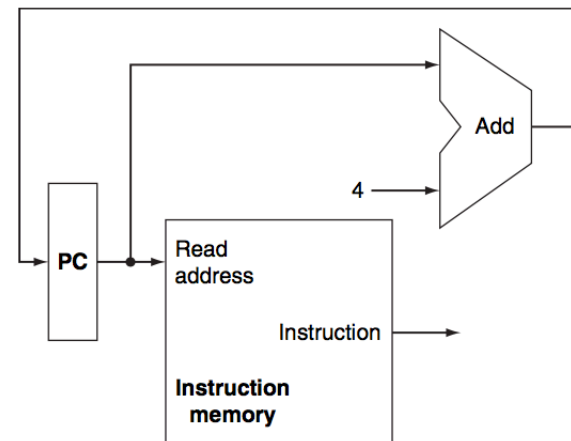 Add
4
PC
Read
address
Instruction
Instruction
memory